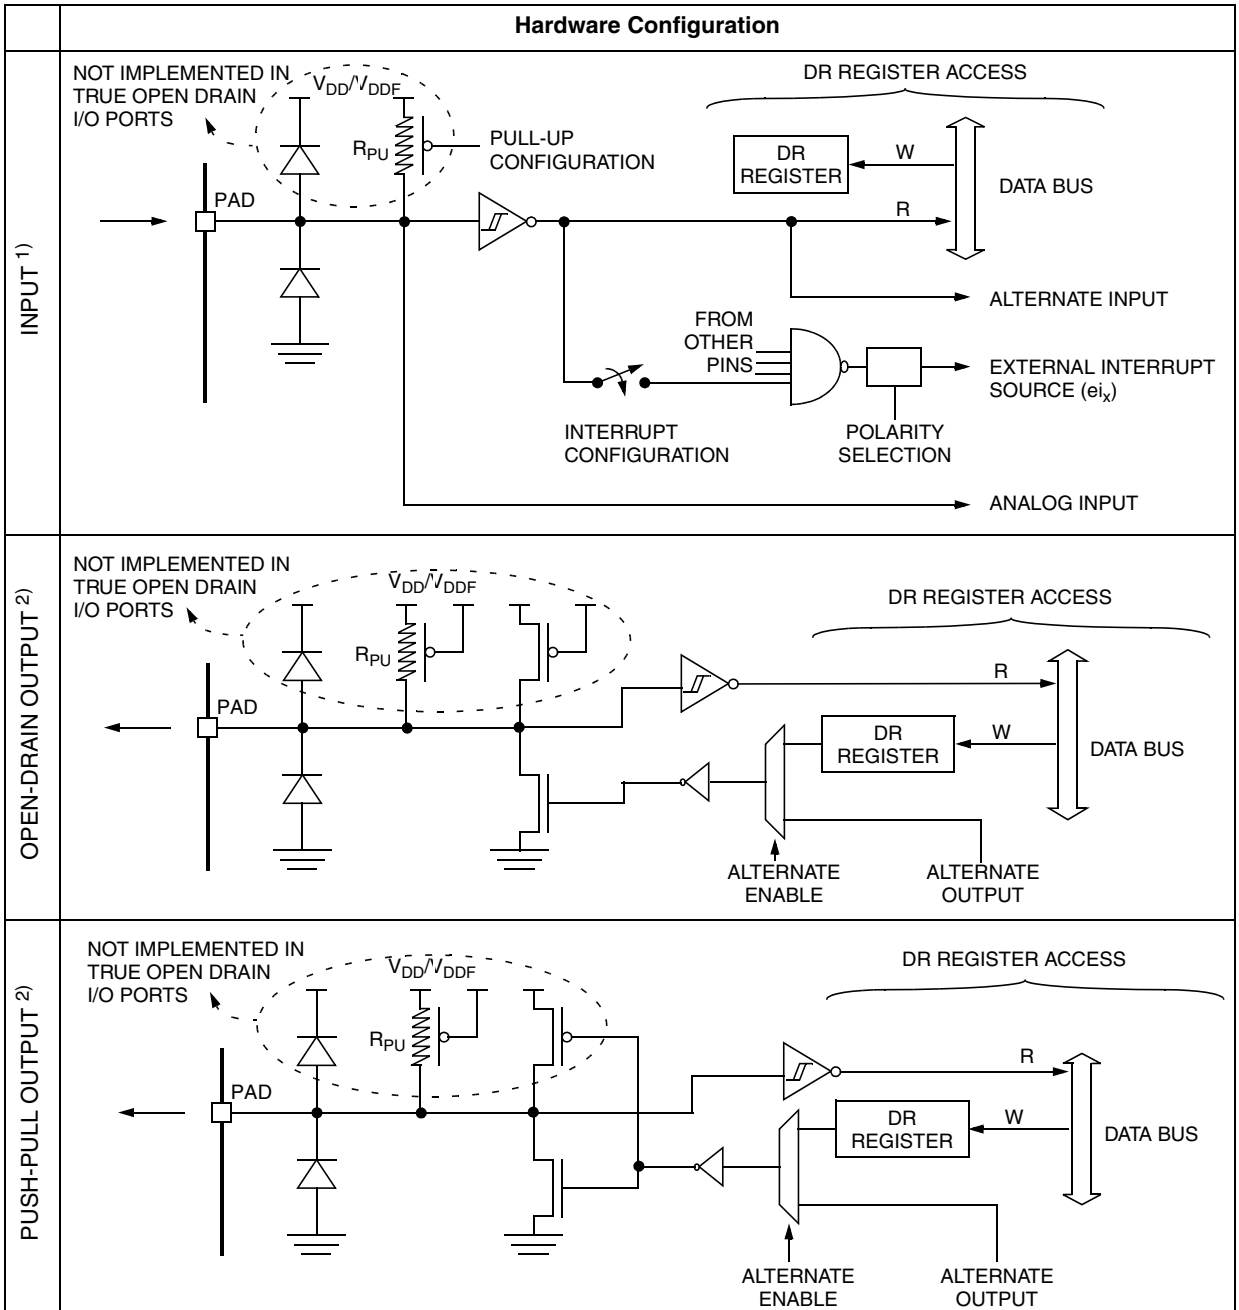 Hardware Configuration
INPUT 1)
NOT IMPLEMENTED IN
TRUE OPEN DRAIN
I/O PORTS
VDD/VDDF
RPU
PULL-UP
CONFIGURATION
PAD
DR REGISTER ACCESS
DR
REGISTER
W
R
DATA BUS
ALTERNATE INPUT
FROM
OTHER
PINS
EXTERNAL INTERRUPT
SOURCE (eix)
INTERRUPT
CONFIGURATION
POLARITY
SELECTION
ANALOG INPUT
OPEN-DRAIN OUTPUT 2)
NOT IMPLEMENTED IN
TRUE OPEN DRAIN
I/O PORTS
VDD/VDDF
RPU
PAD
DR REGISTER ACCESS
R
DR
REGISTER
W
DATA BUS
ALTERNATE
ENABLE
ALTERNATE
OUTPUT
PUSH-PULL OUTPUT 2)
NOT IMPLEMENTED IN
TRUE OPEN DRAIN
I/O PORTS
VDD/VDDF
RPU
PAD
DR REGISTER ACCESS
R
DR
REGISTER
W
DATA BUS
ALTERNATE
ENABLE
ALTERNATE
OUTPUT